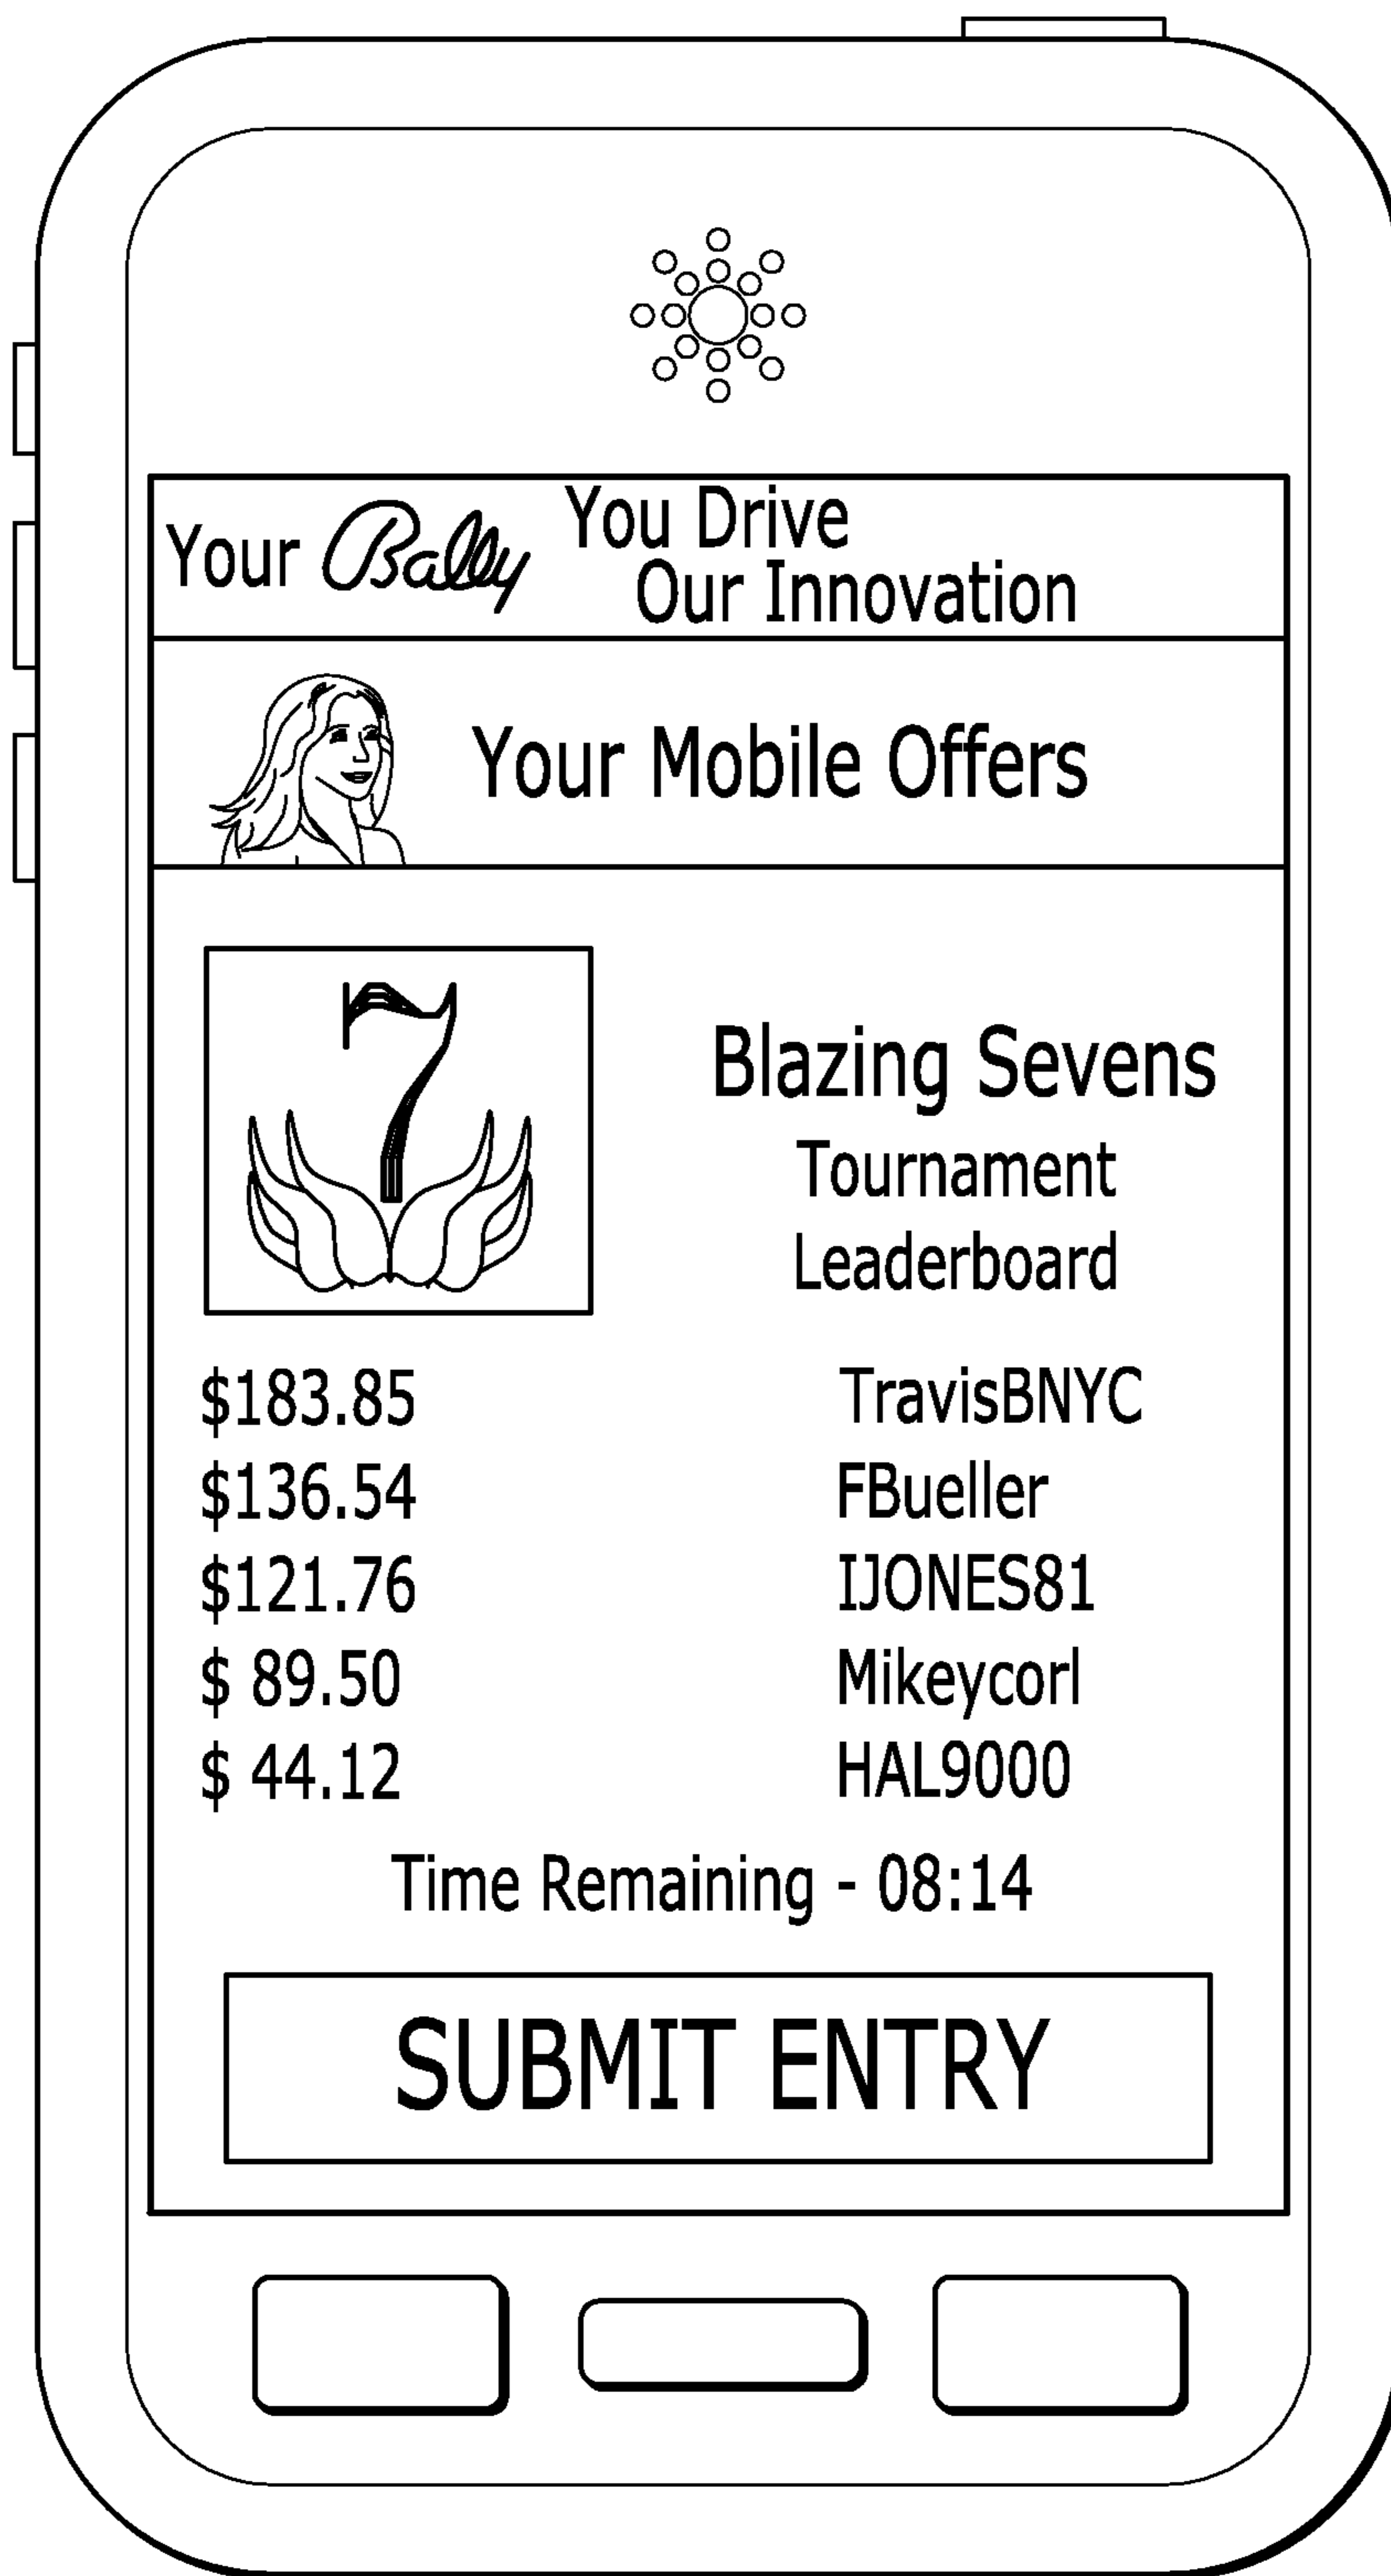 Your Bally You Drive
Our Innovation
Your Mobile Offers
7
Blazing Sevens
Tournament
Leaderboard
$183.85 TravisBNYC
$136.54 FBueller
$121.76 IJONES81
$ 89.50 Mikeycorl
$ 44.12 HAL9000
Time Remaining - 08:14
SUBMIT ENTRY